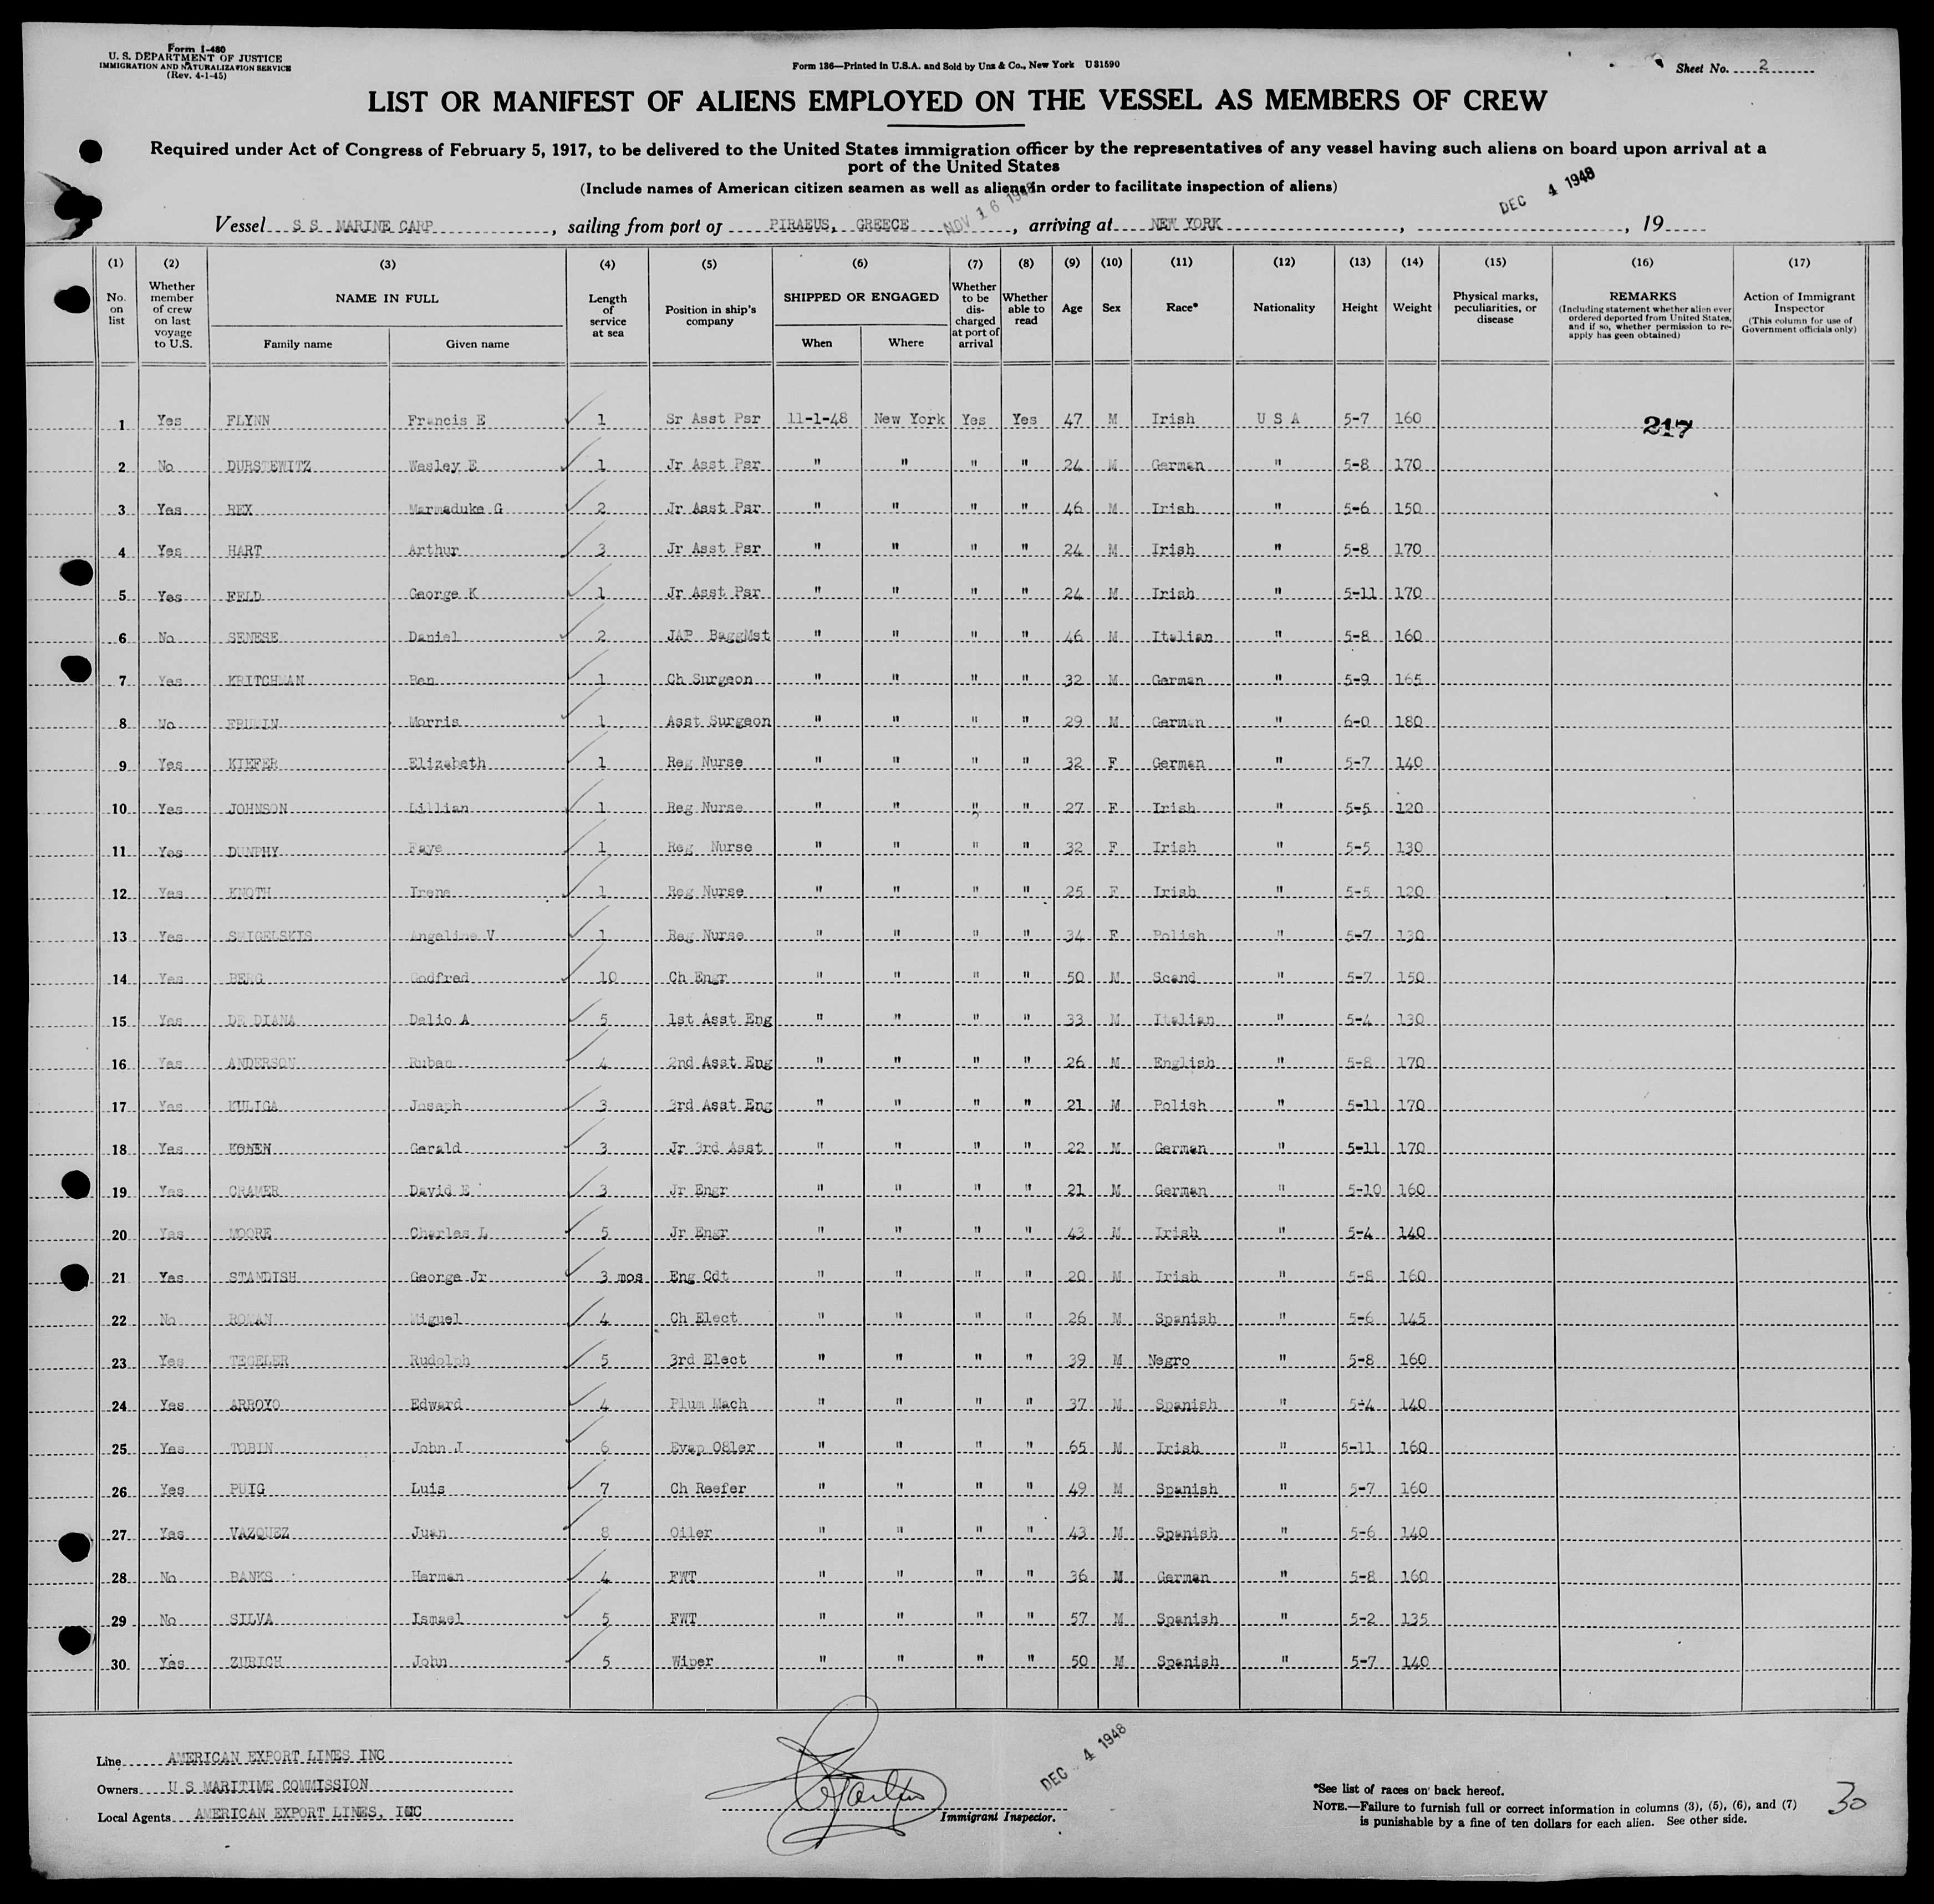 Form I-480
U. S. DEPARTMENT OF JUSTICE
IMMIGRATION AND NATURALIZATION SERVICE
(Rev. 4-1-45)
Form 136—Printed in U.S.A. and Sold by Unz & Co., New York U 81590
Sheet No. 2
LIST OR MANIFEST OF ALIENS EMPLOYED ON THE VESSEL AS MEMBERS OF CREW
Required under Act of Congress of February 5, 1917, to be delivered to the United States immigration officer by the representatives of any vessel having such aliens on board upon arrival at a
port of the United States
(Include names of American citizen seamen as well as aliens in order to facilitate inspection of aliens)
Vessel S S MARINE CARP, sailing from port of PIRAEUS, GREECE NOV 16 1948, arriving at NEW YORK, DEC 4 1948, 19
(1) No. on list
(2) Whether member of crew on last voyage to U.S.
(3) NAME IN FULL Family name Given name
(4) Length of service at sea
(5) Position in ship's company
(6) SHIPPED OR ENGAGED When Where
(7) Whether to be discharged at port of arrival
(8) Whether able to read
(9) Age
(10) Sex
(11) Race*
(12) Nationality
(13) Height
(14) Weight
(15) Physical marks, peculiarities, or disease
(16) REMARKS (Including statement whether alien ever ordered deported from United States, and if so, whether permission to re-apply has geen obtained)
(17) Action of Immigrant Inspector (This column for use of Government officials only)
1 Yes FLYNN Francis E 1 Sr Asst Psr 11-1-48 New York Yes Yes 47 M Irish U S A 5-7 160 217
2 No DURSTEWITZ Wesley E 1 Jr Asst Psr " " " " 24 M German " 5-8 170
3 Yes REX Marmaduke G 2 Jr Asst Psr " " " " 46 M Irish " 5-6 150
4 Yes HART Arthur 3 Jr Asst Psr " " " " 24 M Irish " 5-8 170
5 Yes FELD George K 1 Jr Asst Psr " " " " 24 M Irish " 5-11 170
6 No SENESE Daniel 2 JAP BaggMst " " " " 46 M Italian " 5-8 160
7 Yes KRITCHMAN Ben 1 Ch Surgeon " " " " 32 M German " 5-9 165
8 No Morris 1 Asst Surgeon " " " " 29 M German " 6-0 180
9 Yes KIEFER Elizabeth 1 Reg Nurse " " " " 32 F German " 5-7 140
10 Yes JOHNSON Lillian 1 Reg Nurse " " " " 27 F Irish " 5-5 120
11 Yes DUNPHY Faye 1 Reg Nurse " " " " 32 F Irish " 5-5 130
12 Yes KNOTH Irene 1 Reg Nurse " " " " 25 F Irish " 5-5 120
13 Yes SMIGELSKIS Angeline V 1 Reg Nurse " " " " 34 F Polish " 5-7 130
14 Yes BERG Godfred 10 Ch Engr " " " " 50 M Scand " 5-7 150
15 Yes DE DIANA Delio A 5 1st Asst Eng " " " " 33 M Italian " 5-4 130
16 Yes ANDERSON Ruben 4 2nd Asst Eng " " " " 26 M English " 5-8 170
17 Yes KULIGA Joseph 3 3rd Asst Eng " " " " 21 M Polish " 5-11 170
18 Yes Gerald 3 Jr 3rd Asst " " " " 22 M German " 5-11 170
19 Yes CRAMER David E 3 Jr Engr " " " " 21 M German " 5-10 160
20 Yes MOORE Charles L 5 Jr Engr " " " " 43 M Irish " 5-4 140
21 Yes STANDISH George Jr 3 mos Eng Cdt " " " " 20 M Irish " 5-8 160
22 No ROMAN Miguel 4 Ch Elect " " " " 26 M Spanish " 5-6 145
23 Yes TEGELER Rudolph 5 3rd Elect " " " " 39 M Negro " 5-8 160
24 Yes ARROYO Edward 4 Plum Mach " " " " 37 M Spanish " 5-4 140
25 Yes TOBIN John J 6 Evap O8ler " " " " 65 M Irish " 5-11 160
26 Yes PUIG Luis 7 Ch Reefer " " " " 49 M Spanish " 5-7 160
27 Yes VAZQUEZ Juan 8 Oiler " " " " 43 M Spanish " 5-6 140
28 No BANKS Herman 4 FWT " " " " 36 M German " 5-8 160
29 No SILVA Ismael 5 FWT " " " " 57 M Spanish " 5-2 135
30 Yes ZURICH John 5 Wiper " " " " 50 M Spanish " 5-7 140
Line AMERICAN EXPORT LINES INC
Owners U S MARITIME COMMISSION
Local Agents AMERICAN EXPORT LINES, INC
DEC 4 1948
Immigrant Inspector.
*See list of races on back hereof.
NOTE.—Failure to furnish full or correct information in columns (3), (5), (6), and (7)
is punishable by a fine of ten dollars for each alien. See other side.
30